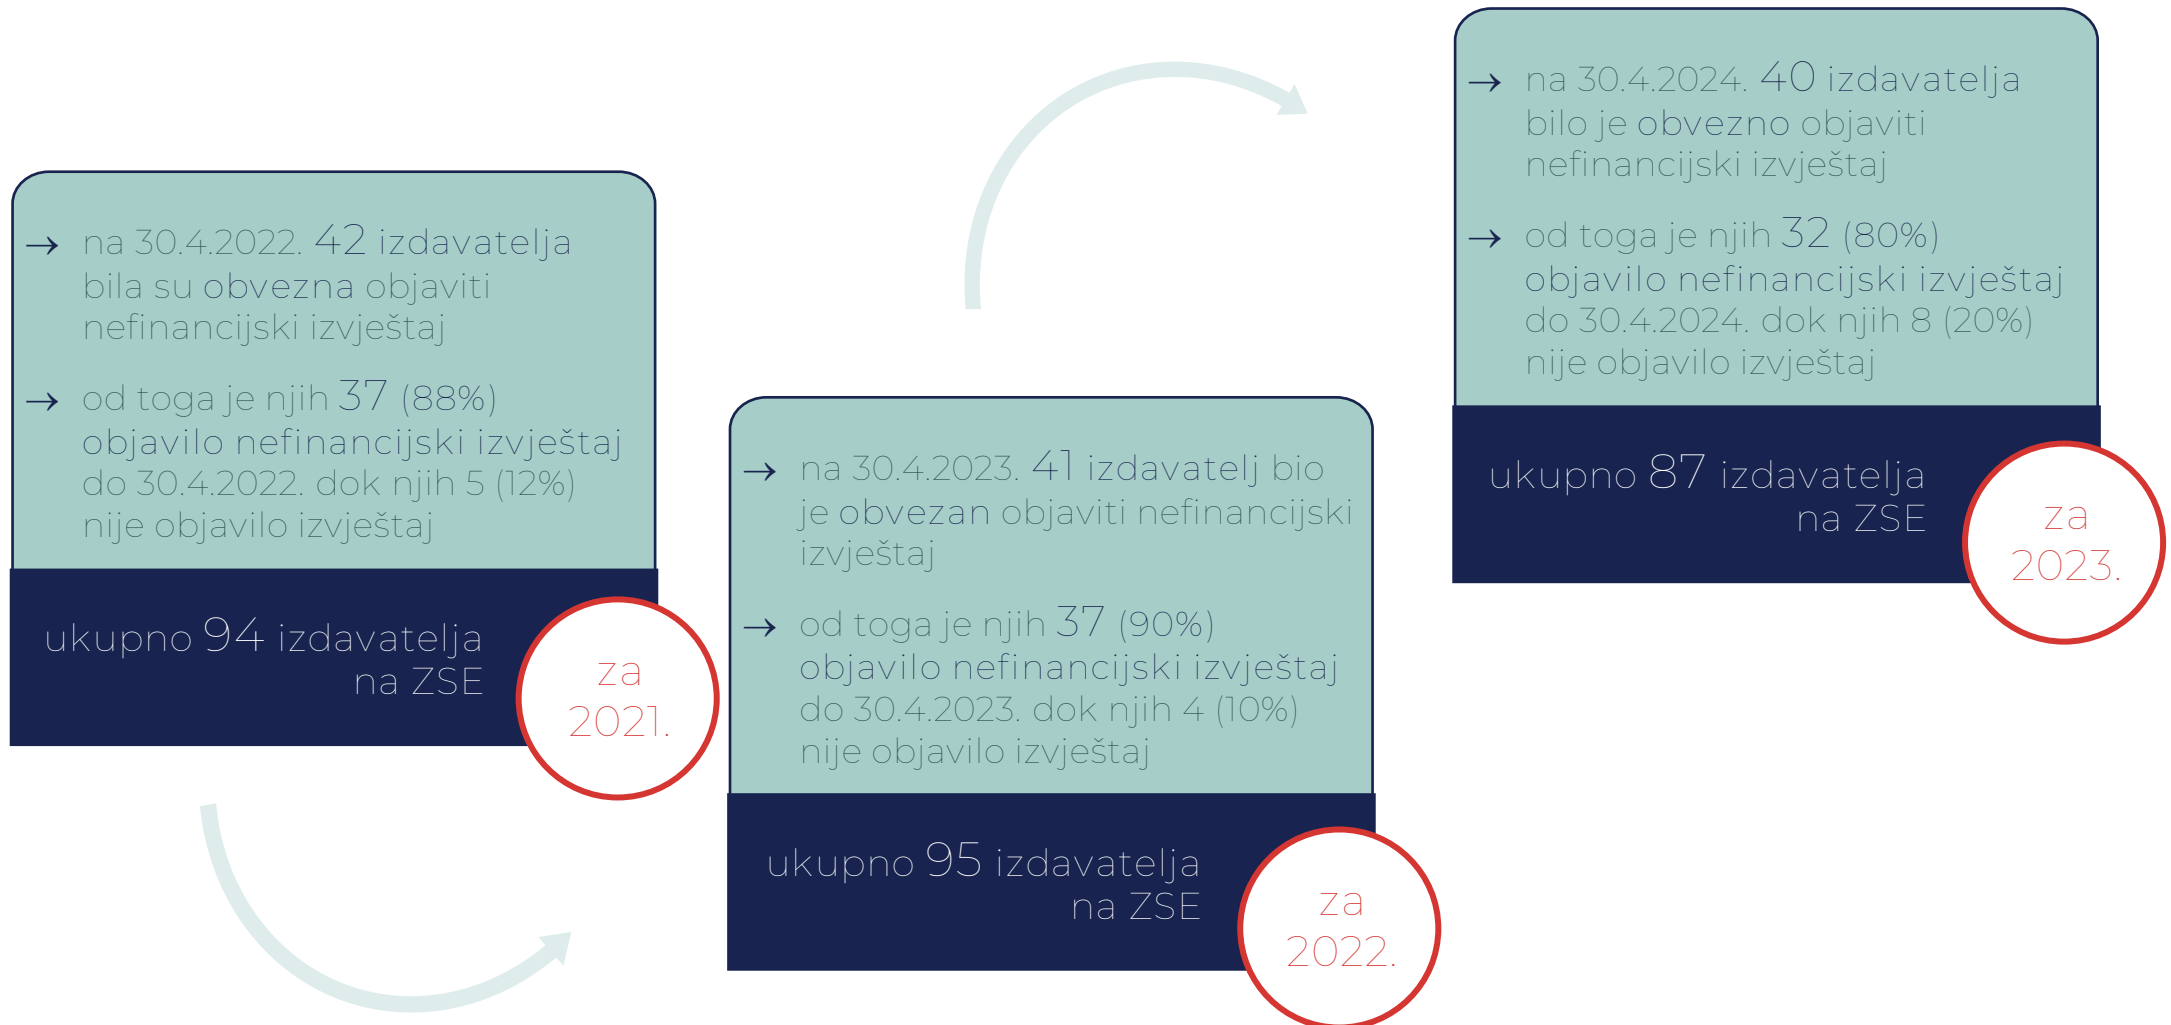 → na 30.4.2022. 42 izdavatelja
bila su obvezna objaviti
nefinancijski izvještaj
→ od toga je njih 37 (88%)
objavilo nefinancijski izvještaj
do 30.4.2022. dok njih 5 (12%)
nije objavilo izvještaj
ukupno 94 izdavatelja
na ZSE
za
2021.
→ na 30.4.2023. 41 izdavatelj bio
je obvezan objaviti nefinancijski
izvještaj
→ od toga je njih 37 (90%)
objavilo nefinancijski izvještaj
do 30.4.2023. dok njih 4 (10%)
nije objavilo izvještaj
ukupno 95 izdavatelja
na ZSE
za
2022.
→ na 30.4.2024. 40 izdavatelja
bilo je obvezno objaviti
nefinancijski izvještaj
→ od toga je njih 32 (80%)
objavilo nefinancijski izvještaj
do 30.4.2024. dok njih 8 (20%)
nije objavilo izvještaj
ukupno 87 izdavatelja
na ZSE
za
2023.